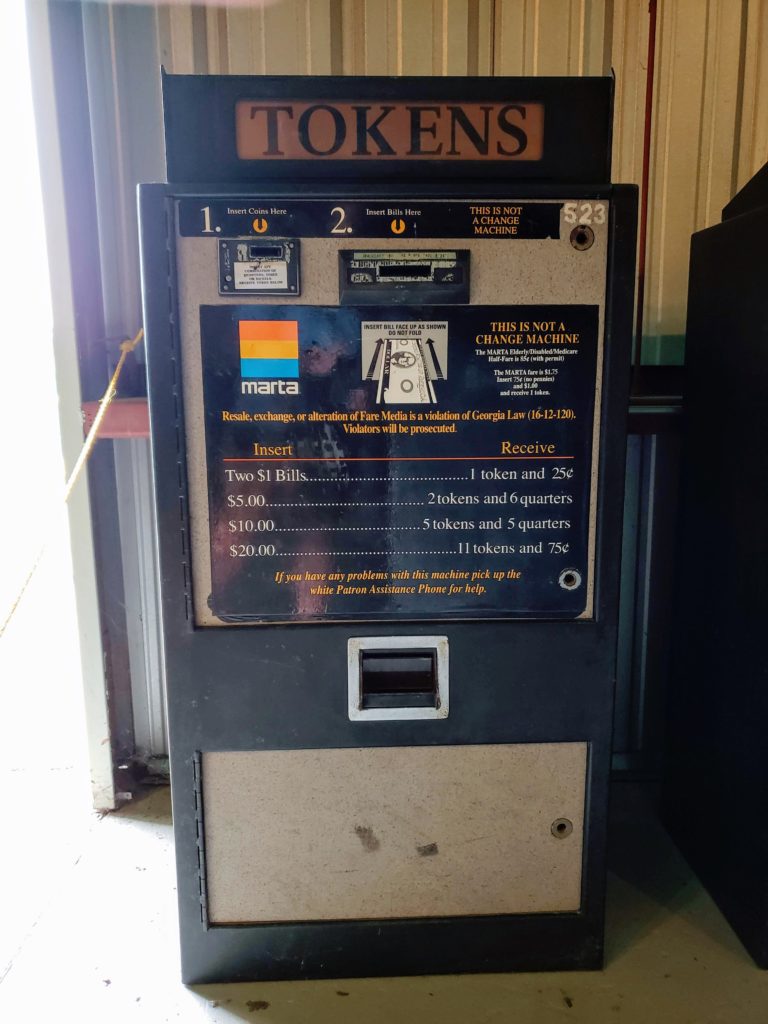 TOKENS
1. Insert Coins Here
2. Insert Bills Here
THIS IS NOT
A CHANGE
MACHINE
523
INSERT BILL FACE UP AS SHOWN
DO NOT FOLD
marta
THIS IS NOT A
CHANGE MACHINE
The MARTA Elderly/Disabled/Medicare
Half-Fare is 85¢ (with permit)
The MARTA fare is $1.75
Insert 75¢ (no pennies)
and $1.00
and receive 1 token.
Resale, exchange, or alteration of Fare Media is a violation of Georgia Law (16-12-120).
Violators will be prosecuted.
Insert Receive
Two $1 Bills..........................................1 token and 25¢
$5.00..........................................2 tokens and 6 quarters
$10.00......................................5 tokens and 5 quarters
$20.00..............................................11 tokens and 75¢
If you have any problems with this machine pick up the
white Patron Assistance Phone for help.